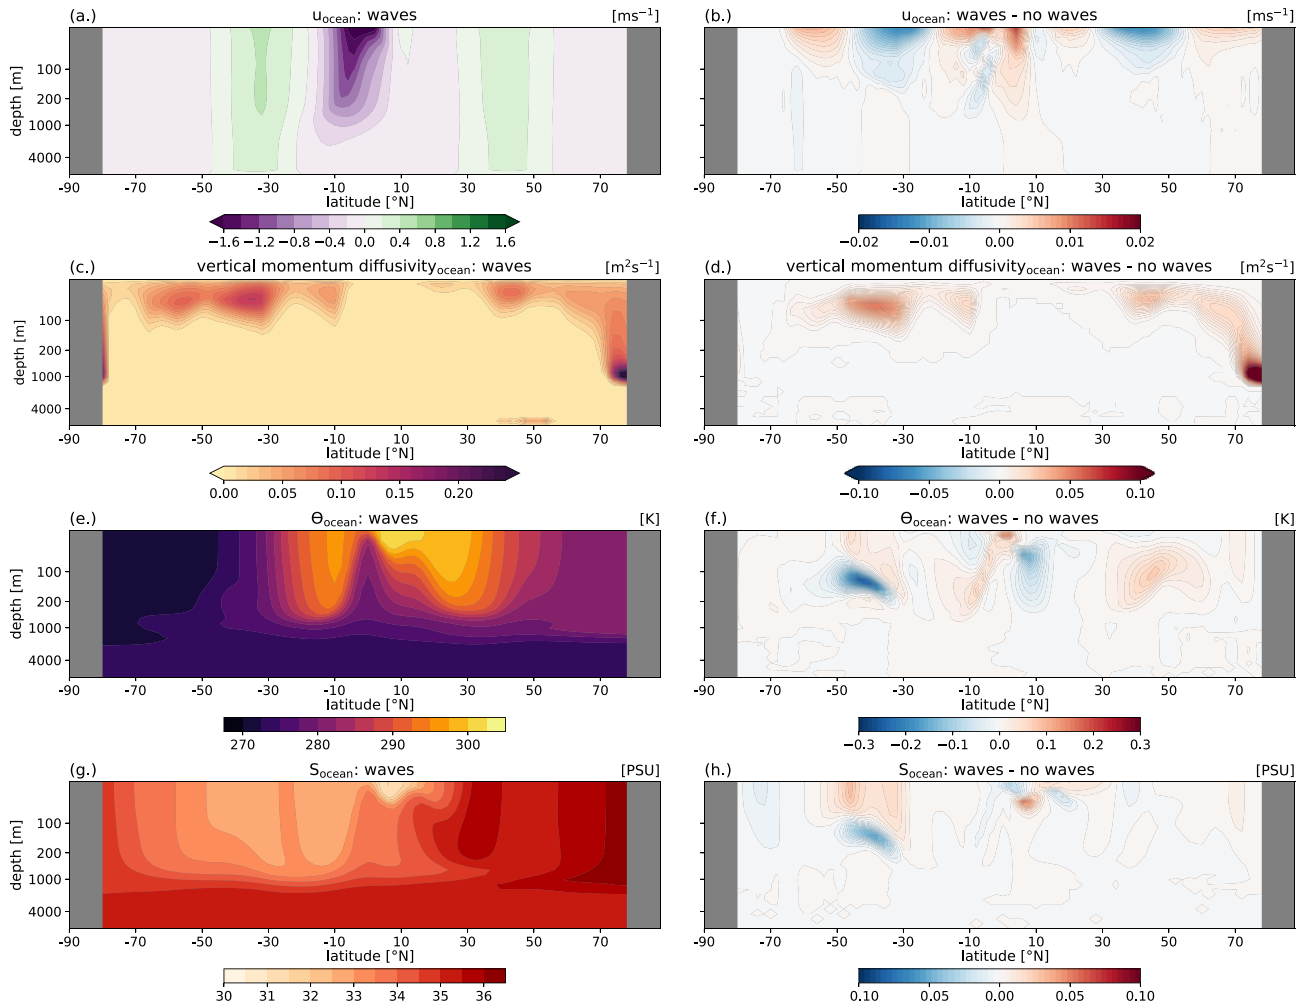 (a.) u_ocean: waves [ms⁻¹]
depth [m]
100
200
1000
4000
-90 -70 -50 -30 -10 10 30 50 70
latitude [°N]
−1.6 −1.2 −0.8 −0.4 0.0 0.4 0.8 1.2 1.6
(b.) u_ocean: waves - no waves [ms⁻¹]
-90 -70 -50 -30 -10 10 30 50 70
latitude [°N]
−0.02 −0.01 0.00 0.01 0.02
(c.) vertical momentum diffusivity_ocean: waves [m²s⁻¹]
depth [m]
100
200
1000
4000
-90 -70 -50 -30 -10 10 30 50 70
latitude [°N]
0.00 0.05 0.10 0.15 0.20
(d.) vertical momentum diffusivity_ocean: waves - no waves [m²s⁻¹]
-90 -70 -50 -30 -10 10 30 50 70
latitude [°N]
−0.10 −0.05 0.00 0.05 0.10
(e.) Θ_ocean: waves [K]
depth [m]
100
200
1000
4000
-90 -70 -50 -30 -10 10 30 50 70
latitude [°N]
270 280 290 300
(f.) Θ_ocean: waves - no waves [K]
-90 -70 -50 -30 -10 10 30 50 70
latitude [°N]
−0.3 −0.2 −0.1 0.0 0.1 0.2 0.3
(g.) S_ocean: waves [PSU]
depth [m]
100
200
1000
4000
-90 -70 -50 -30 -10 10 30 50 70
latitude [°N]
30 31 32 33 34 35 36
(h.) S_ocean: waves - no waves [PSU]
-90 -70 -50 -30 -10 10 30 50 70
latitude [°N]
0.10 0.05 0.00 0.05 0.10